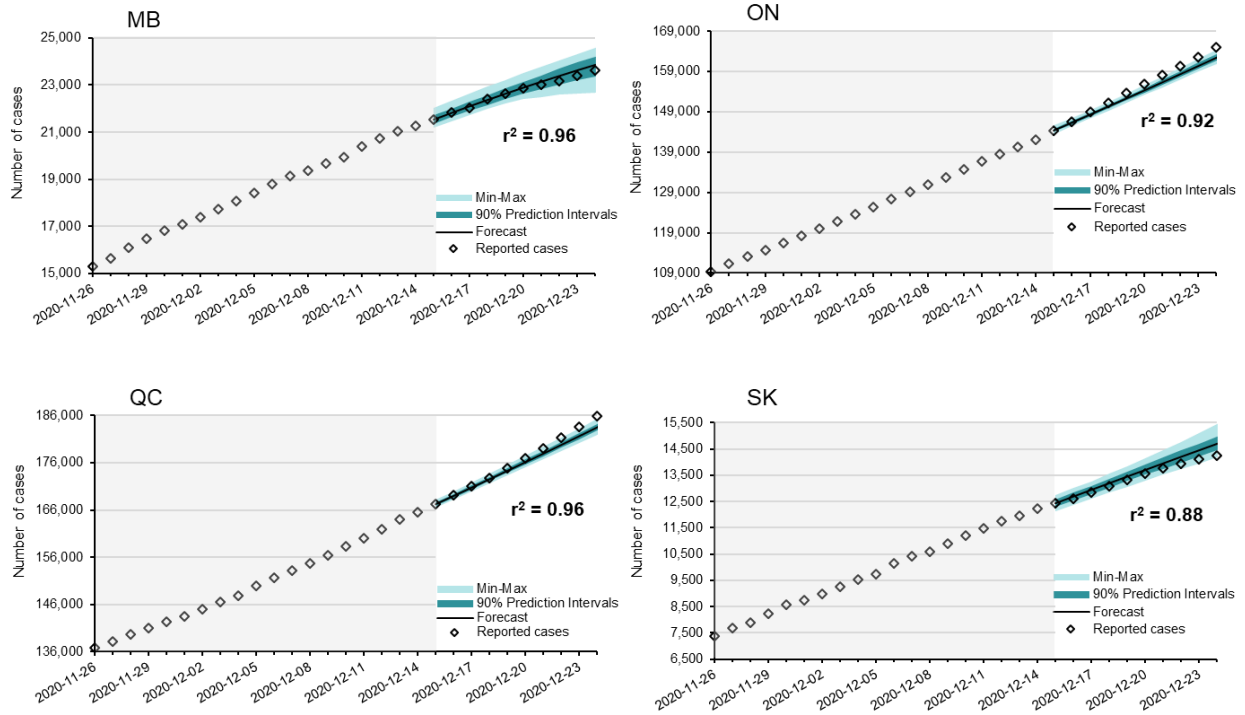 MB
25,000
23,000
21,000
19,000
17,000
15,000
Number of cases
r² = 0.96
Min-Max
90% Prediction Intervals
Forecast
Reported cases
2020-11-26
2020-11-29
2020-12-02
2020-12-05
2020-12-08
2020-12-11
2020-12-14
2020-12-17
2020-12-20
2020-12-23
ON
169,000
159,000
149,000
139,000
129,000
119,000
109,000
Number of cases
r² = 0.92
Min-Max
90% Prediction Intervals
Forecast
Reported cases
2020-11-26
2020-11-29
2020-12-02
2020-12-05
2020-12-08
2020-12-11
2020-12-14
2020-12-17
2020-12-20
2020-12-23
QC
186,000
176,000
166,000
156,000
146,000
136,000
Number of cases
r² = 0.96
Min-Max
90% Prediction Intervals
Forecast
Reported cases
2020-11-26
2020-11-29
2020-12-02
2020-12-05
2020-12-08
2020-12-11
2020-12-14
2020-12-17
2020-12-20
2020-12-23
SK
15,500
14,500
13,500
12,500
11,500
10,500
9,500
8,500
7,500
6,500
Number of cases
r² = 0.88
Min-Max
90% Prediction Intervals
Forecast
Reported cases
2020-11-26
2020-11-29
2020-12-02
2020-12-05
2020-12-08
2020-12-11
2020-12-14
2020-12-17
2020-12-20
2020-12-23